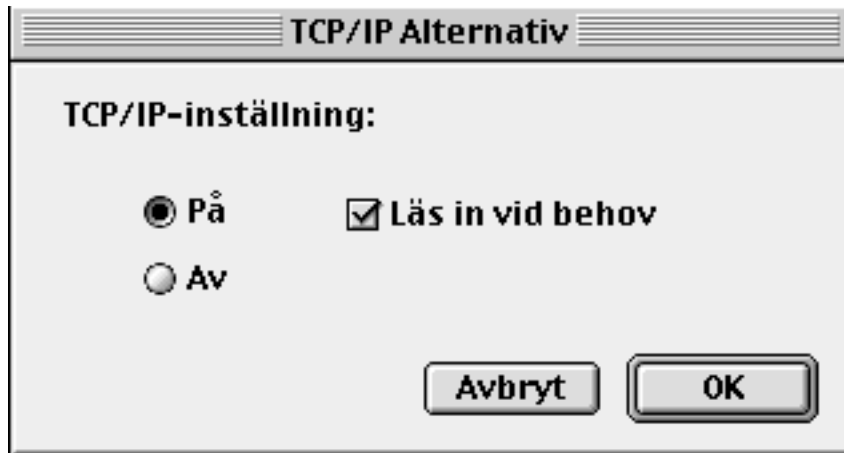 TCP/IP Alternativ
TCP/IP-inställning:
På Läs in vid behov
Av
Avbryt OK